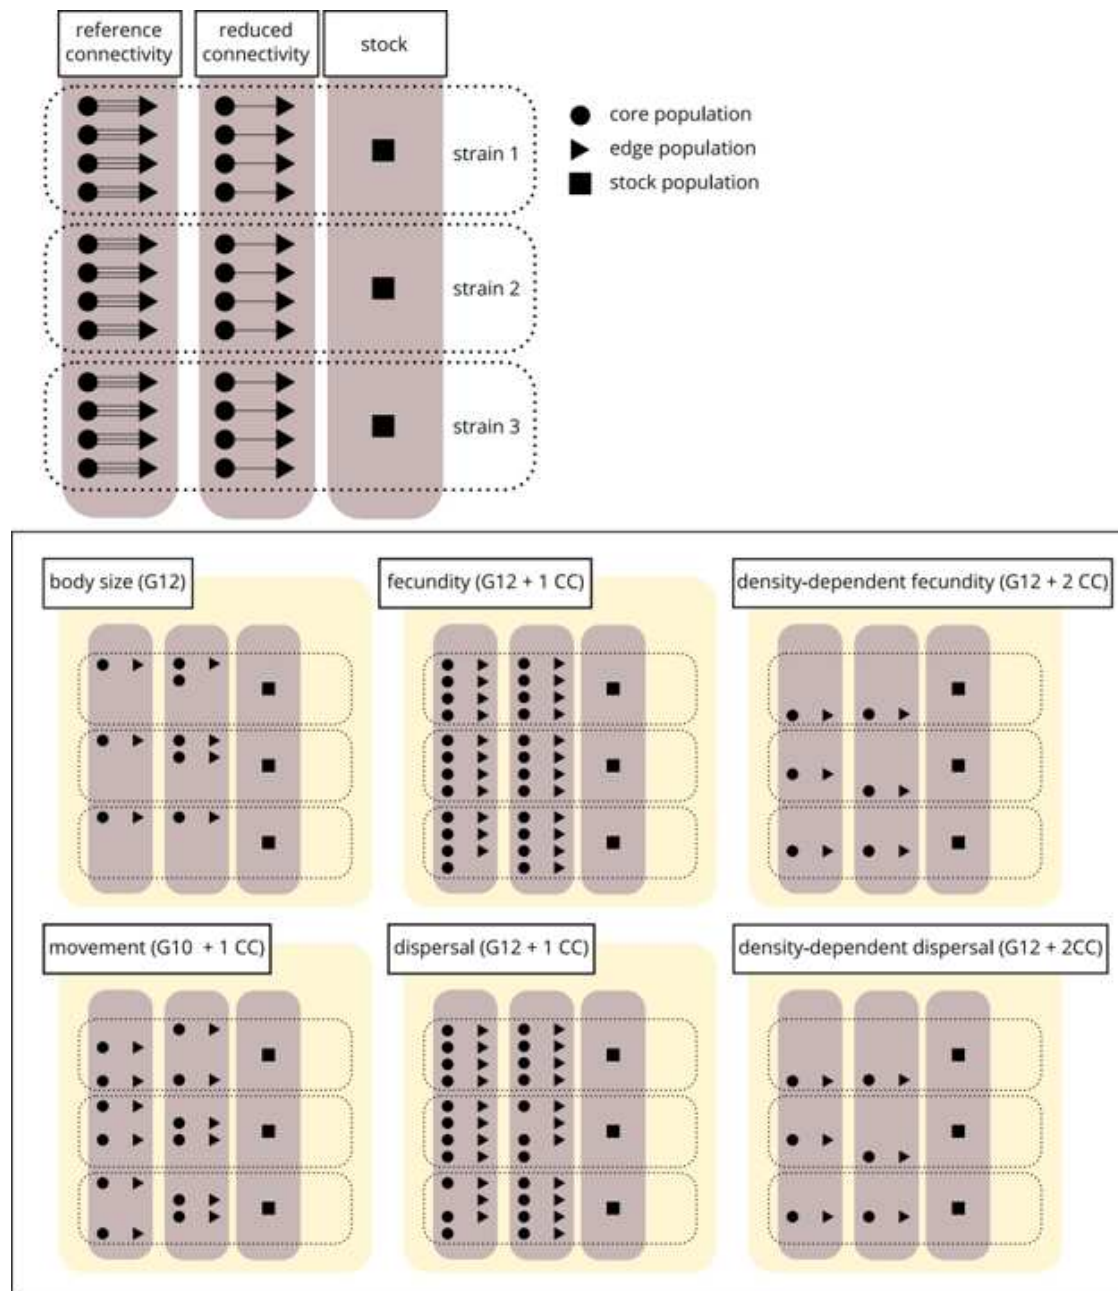 reference
connectivity
reduced
connectivity
stock
core population
edge population
stock population
strain 1
strain 2
strain 3
body size (G12)
fecundity (G12 + 1 CC)
density-dependent fecundity (G12 + 2 CC)
movement (G10 + 1 CC)
dispersal (G12 + 1 CC)
density-dependent dispersal (G12 + 2CC)